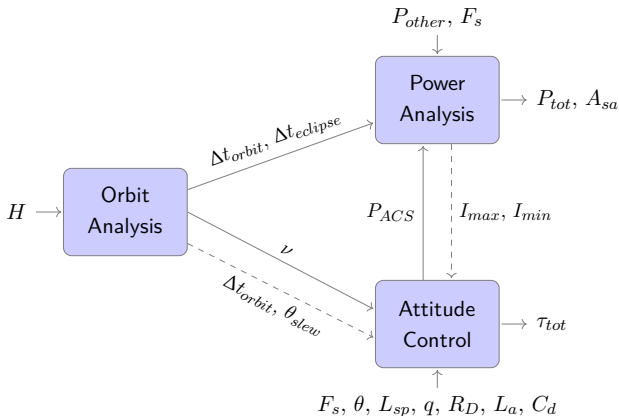 P_other, F_s
Power
Analysis
P_tot, A_sa
Δt_orbit, Δt_eclipse
Orbit
Analysis
H
P_ACS
I_max, I_min
ν
Δt_orbit, θ_slew
Attitude
Control
τ_tot
F_s, θ, L_sp, q, R_D, L_a, C_d